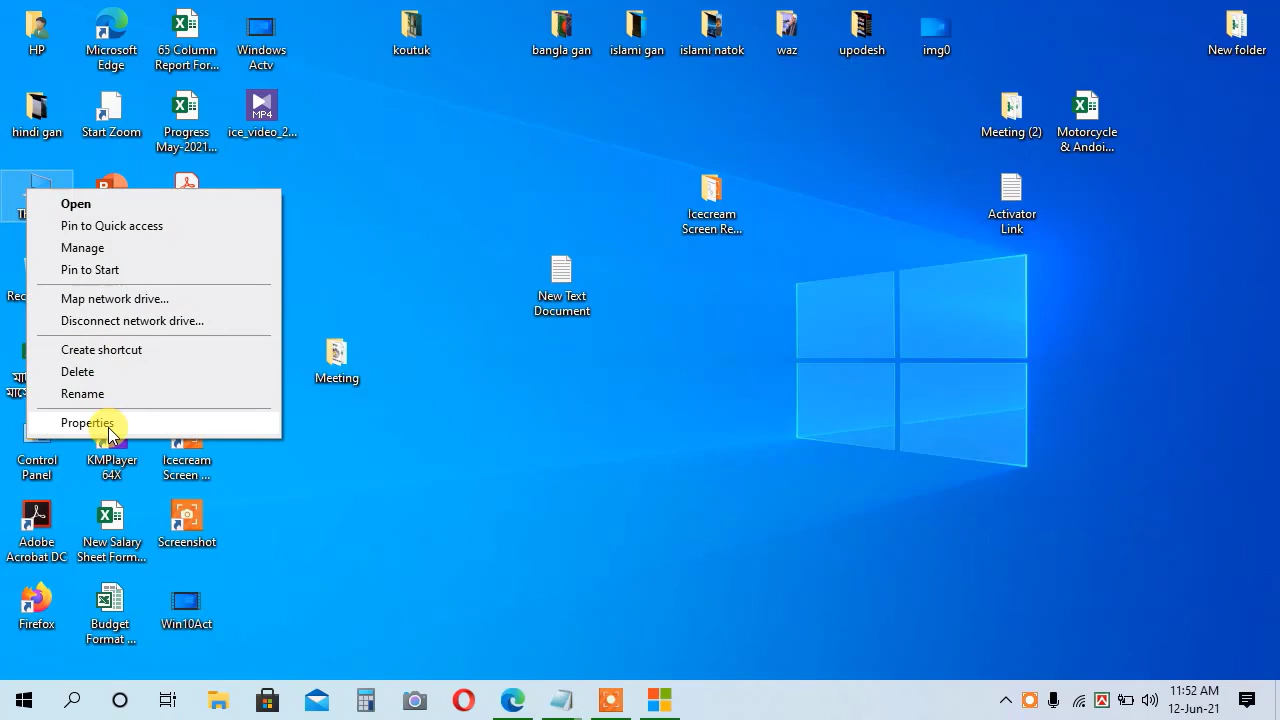 HP
Microsoft
Edge
65 Column
Report For...
Windows
Actv
koutuk
bangla gan
islami gan
islami natok
waz
upodesh
img0
New folder
hindi gan
Start Zoom
Progress
May-2021...
MP4
ice_video_2...
Meeting (2)
Motorcycle
& Andoi...
Icecream
Screen Re...
Activator
Link
Open
Pin to Quick access
Manage
Pin to Start
Map network drive...
Disconnect network drive...
Create shortcut
Delete
Rename
Properties
New Text
Document
Meeting
Control
Panel
KMPlayer
64X
Icecream
Screen ...
Adobe
Acrobat DC
New Salary
Sheet Form...
Screenshot
Firefox
Budget
Format ...
Win10Act
11:52 AM
12-Jun-21